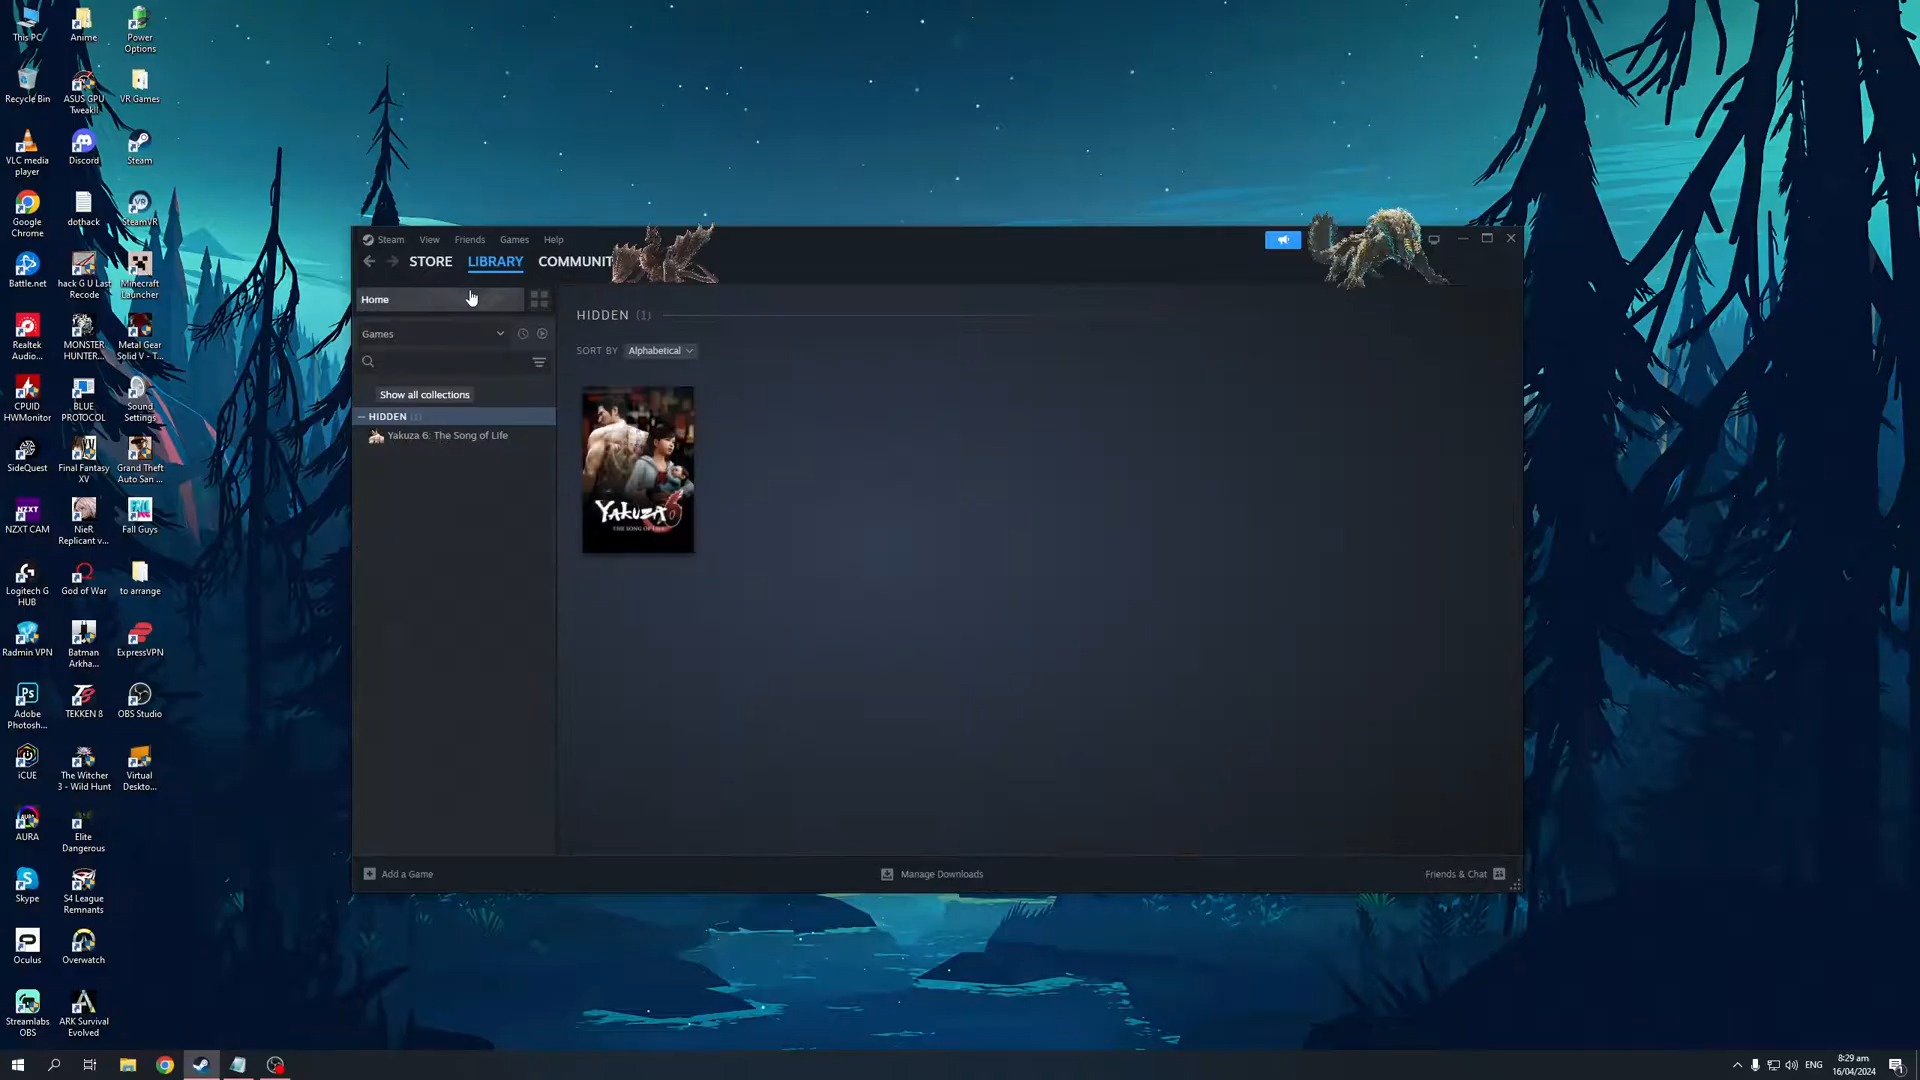 This PC
Anime
Power
Options
Recycle Bin
ASUS GPU
TweakII
VR Games
VLC media
player
Discord
Steam
Google
Chrome
dothack
SteamVR
Battle.net
hack G U Last
Recode
Minecraft
Launcher
Realtek
Audio...
MONSTER
HUNTER...
Metal Gear
Solid V - T...
CPUID
HWMonitor
BLUE
PROTOCOL
Sound
Settings
SideQuest
Final Fantasy
XV
Grand Theft
Auto San ...
NZXT CAM
NieR
Replicant v...
Fall Guys
Logitech G
HUB
God of War
to arrange
Radmin VPN
Batman
Arkha...
ExpressVPN
Adobe
Photosh...
TEKKEN 8
OBS Studio
iCUE
The Witcher
3 - Wild Hunt
Virtual
Deskto...
AURA
Elite
Dangerous
Skype
S4 League
Remnants
Oculus
Overwatch
Streamlabs
OBS
ARK Survival
Evolved
Steam View Friends Games Help
STORE LIBRARY COMMUNIT
Home
Games
Show all collections
HIDDEN (1)
Yakuza 6: The Song of Life
HIDDEN (1)
SORT BY Alphabetical
YAKUZA 6
THE SONG OF LIFE
Add a Game
Manage Downloads
Friends & Chat
ENG
8:29 am
16/04/2024